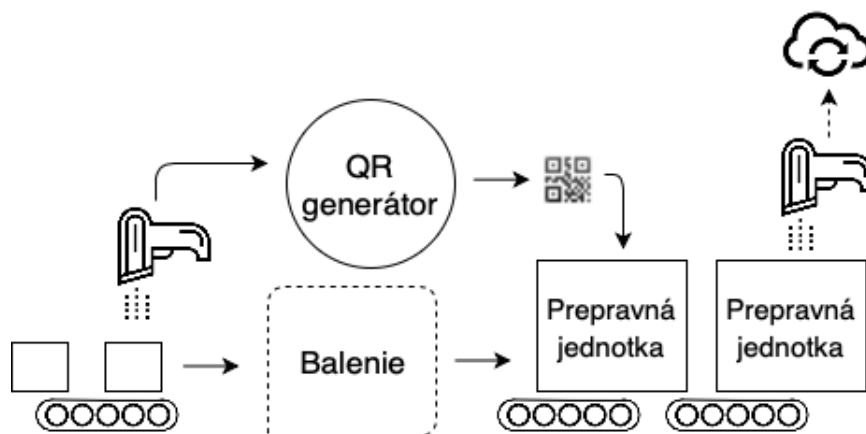 QR
generátor
Balenie
Prepravná
jednotka
Prepravná
jednotka